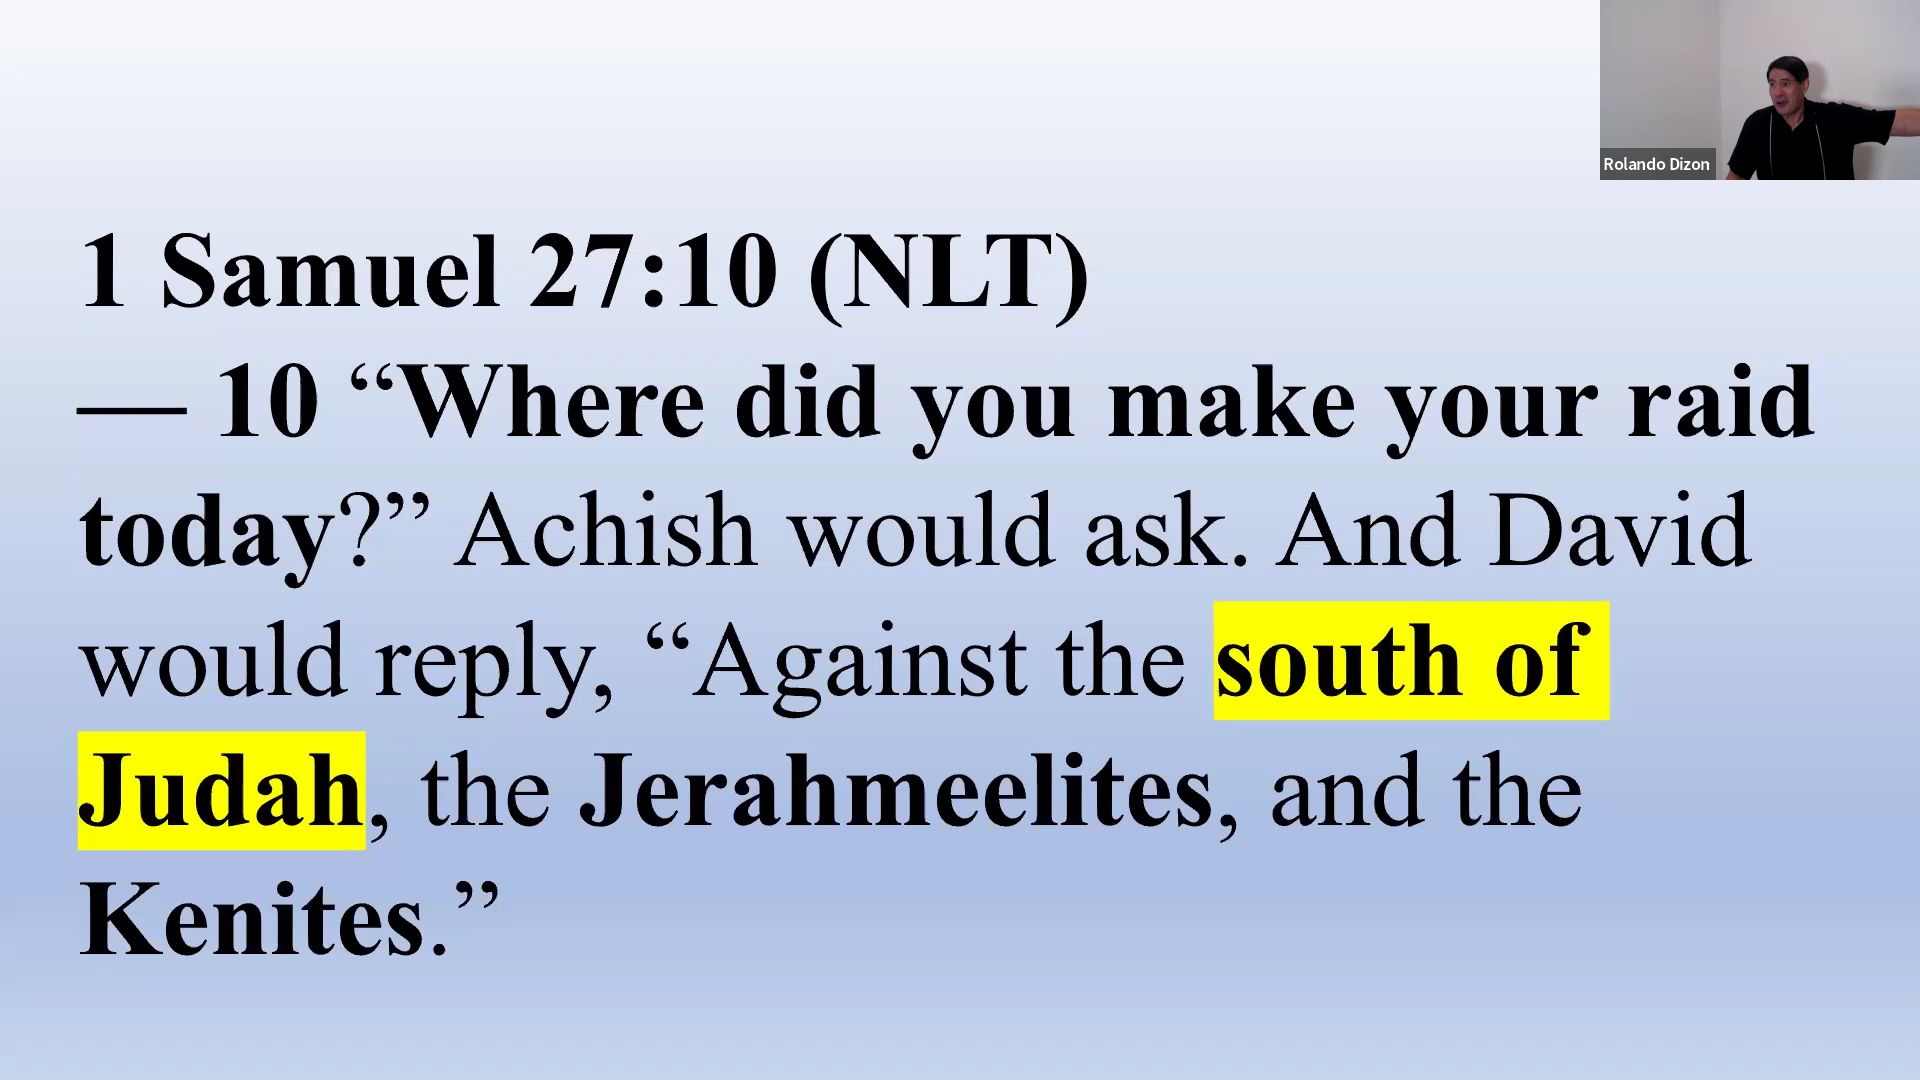 Rolando Dizon
1 Samuel 27:10 (NLT)
— 10 “Where did you make your raid
today?” Achish would ask. And David
would reply, “Against the south of
Judah, the Jerahmeelites, and the
Kenites.”